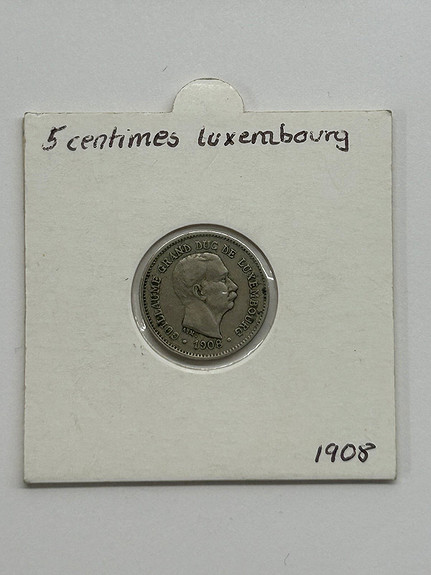 5 centimes luxembourg
GUILLAUME GRAND DUC DE LUXEMBOURG
• 1908 •
1908